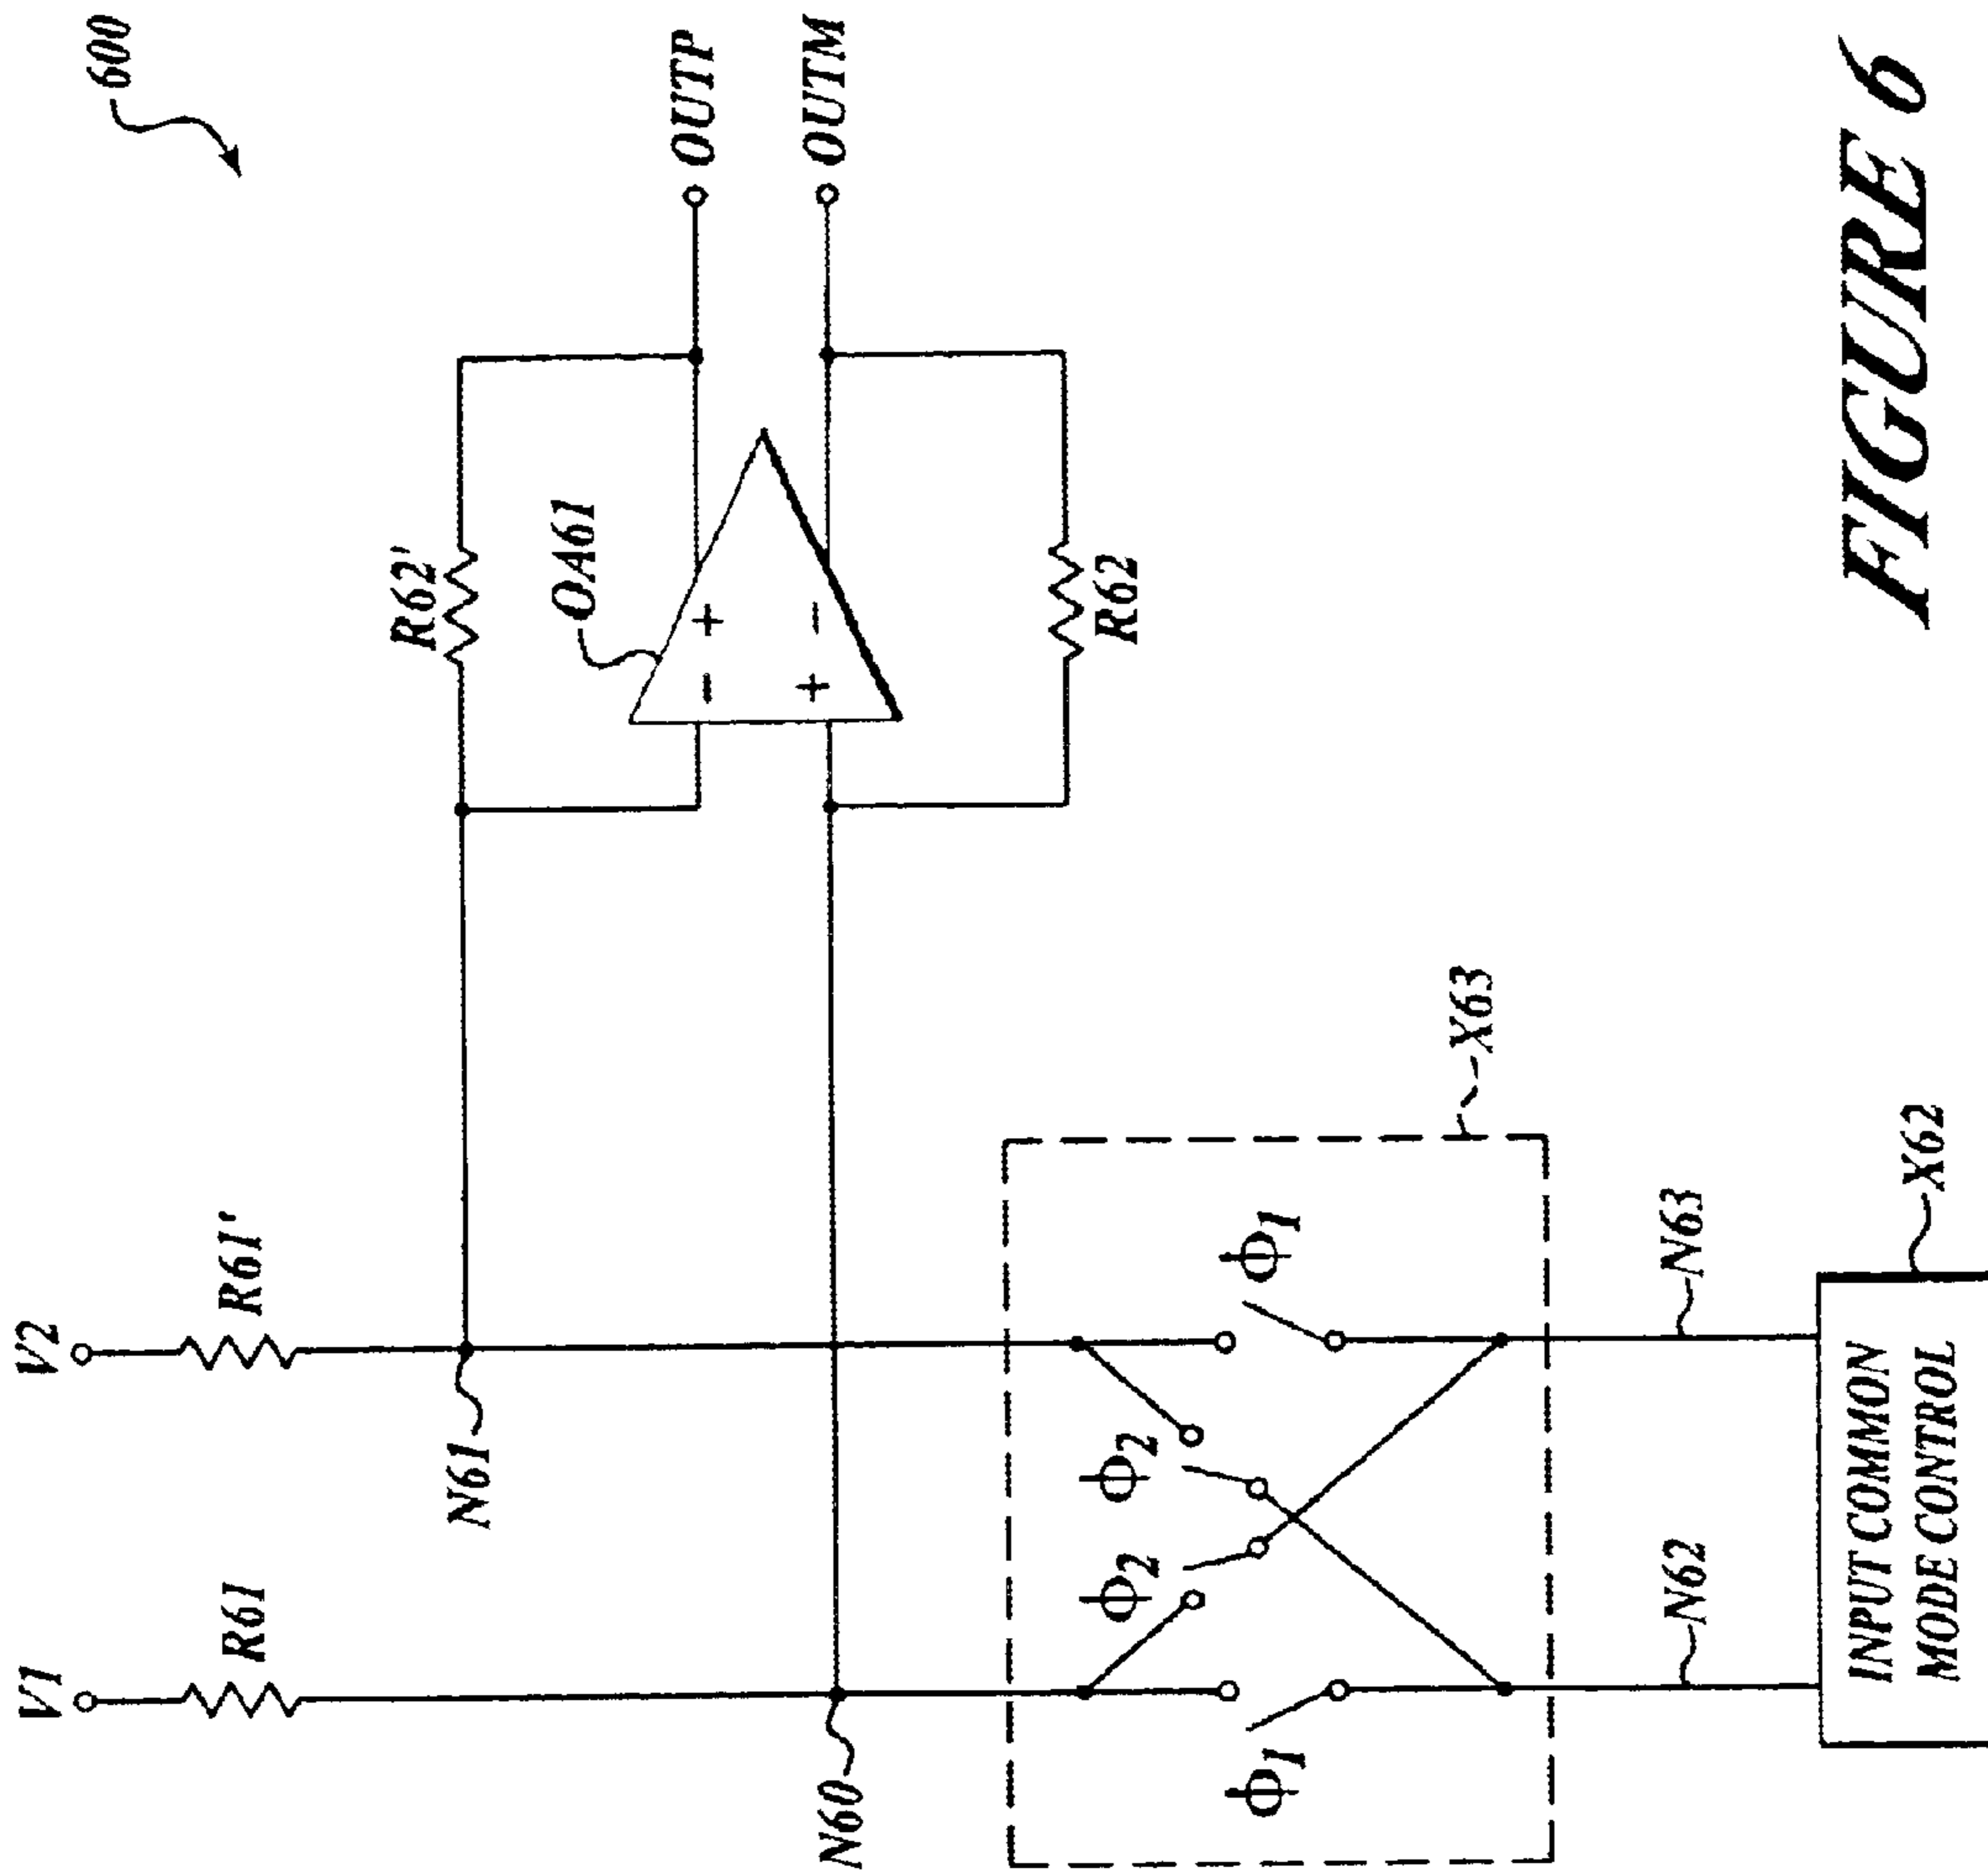 600
V1
V2
R61
R61'
N61
N60
R62'
OA61
-
+
+
-
R62
OUTP
OUTM
Φ1
Φ2
Φ2
Φ1
X63
N62
N63
INPUT COMMON
MODE CONTROL
X62
FIGURE 6